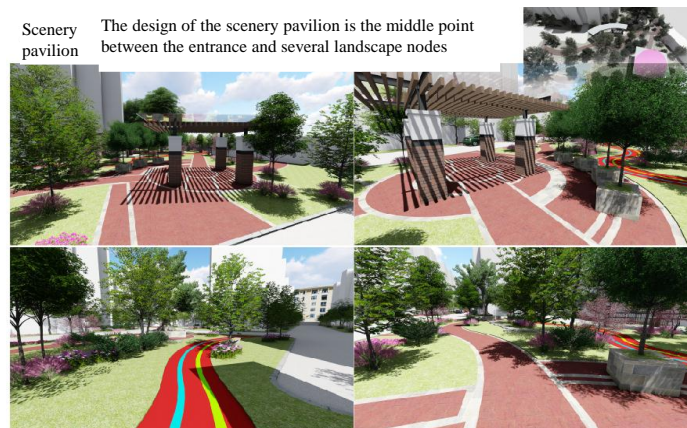 Scenery
pavilion
The design of the scenery pavilion is the middle point
between the entrance and several landscape nodes